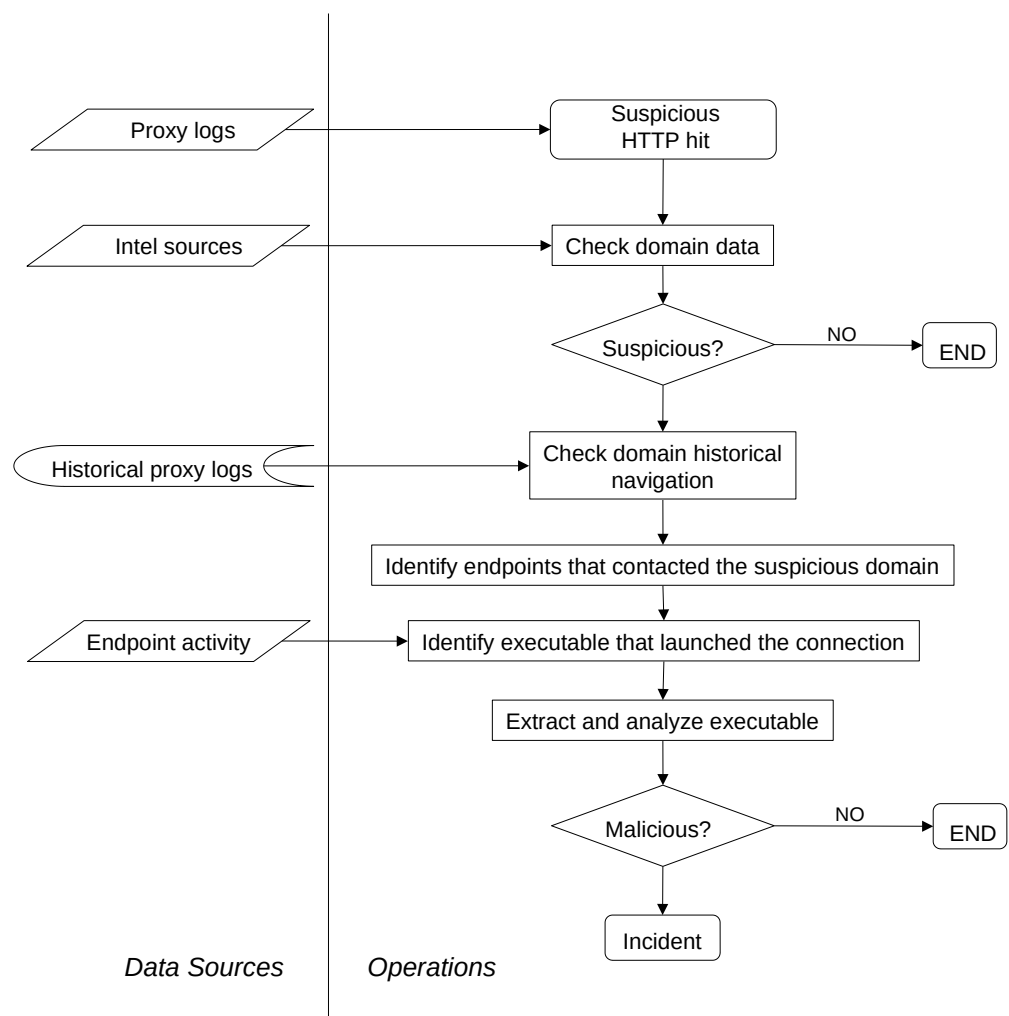 Proxy logs
Suspicious
HTTP hit
Intel sources
Check domain data
Suspicious?
NO
END
Historical proxy logs
Check domain historical
navigation
Identify endpoints that contacted the suspicious domain
Endpoint activity
Identify executable that launched the connection
Extract and analyze executable
Malicious?
NO
END
Incident
Data Sources
Operations